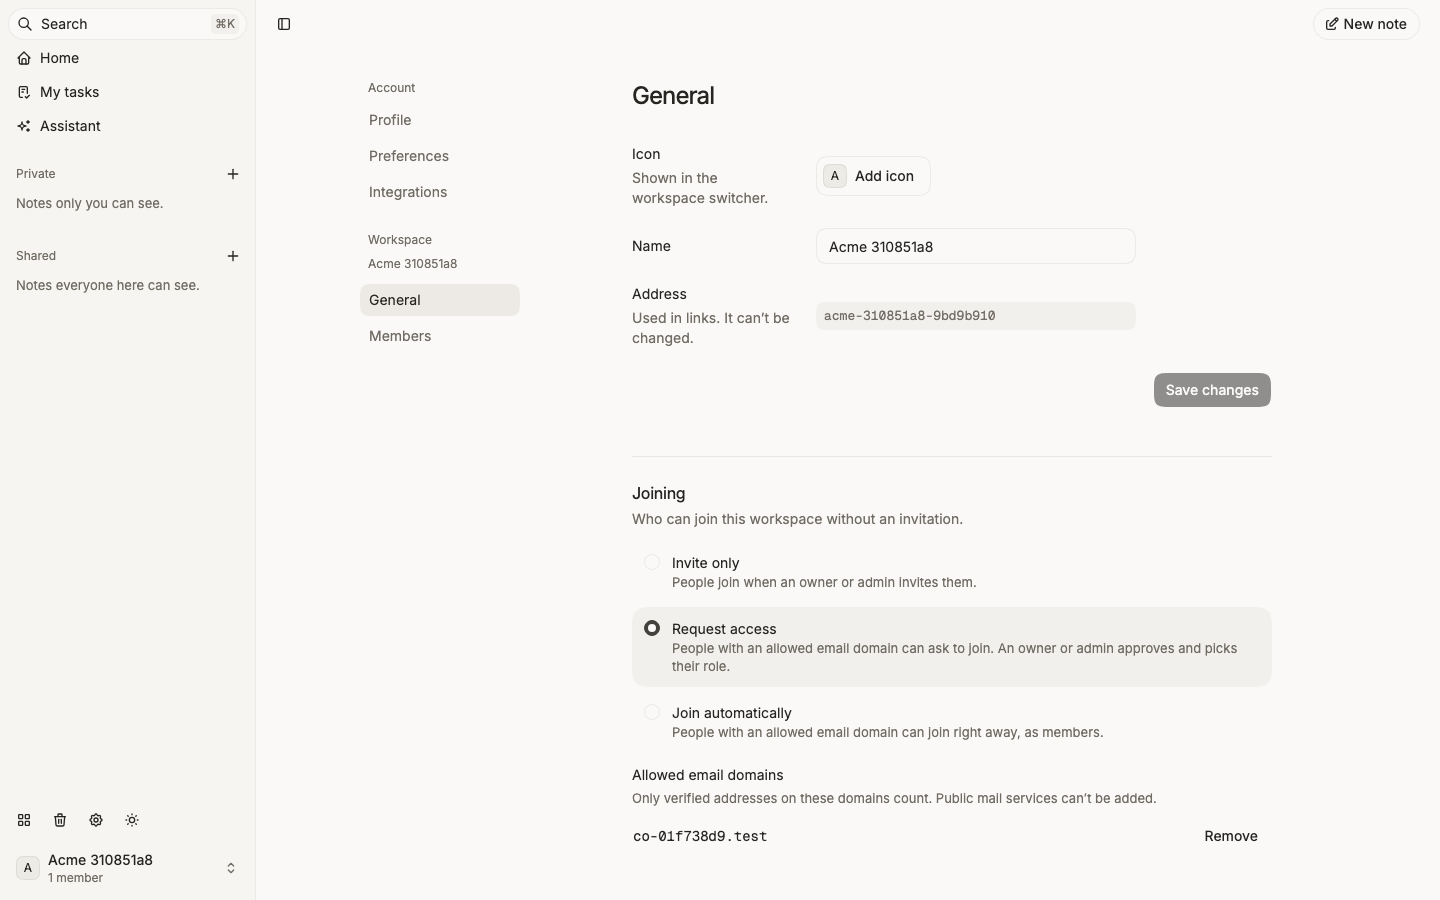 Search ⌘K
Home
My tasks
Assistant
Private
Notes only you can see.
Shared
Notes everyone here can see.
A
Acme 310851a8
1 member
New note
Account
Profile
Preferences
Integrations
Workspace
Acme 310851a8
General
Members
General
Icon
Shown in the
workspace switcher.
A Add icon
Name
Acme 310851a8
Address
Used in links. It can’t be
changed.
acme-310851a8-9bd9b910
Save changes
Joining
Who can join this workspace without an invitation.
Invite only
People join when an owner or admin invites them.
Request access
People with an allowed email domain can ask to join. An owner or admin approves and picks
their role.
Join automatically
People with an allowed email domain can join right away, as members.
Allowed email domains
Only verified addresses on these domains count. Public mail services can’t be added.
co-01f738d9.test
Remove